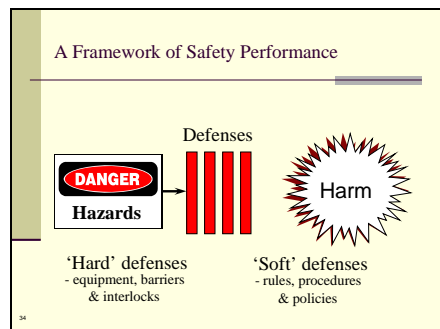 A Framework of Safety Performance
Defenses
DANGER
Hazards
Harm
‘Hard’ defenses
- equipment, barriers
& interlocks
‘Soft’ defenses
- rules, procedures
& policies
34